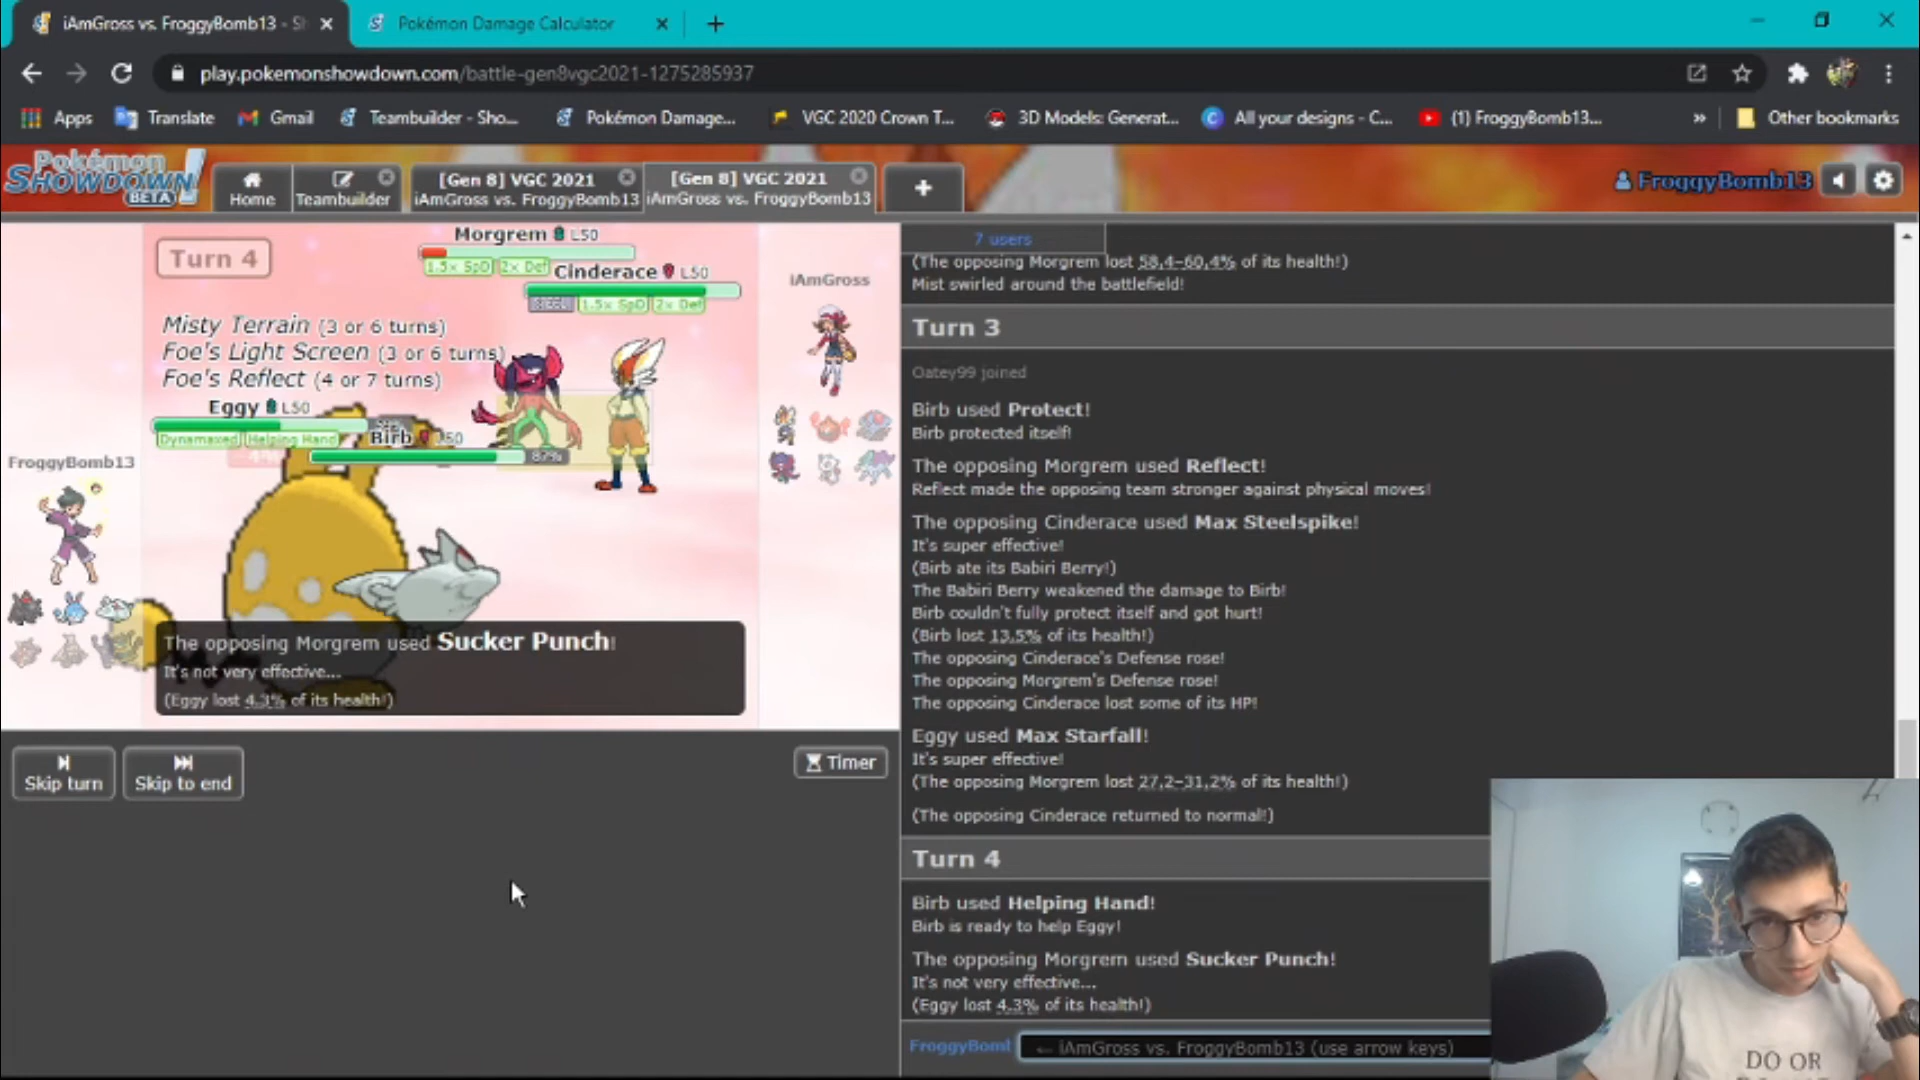 iAmGross vs. FroggyBomb13 - S
Pokémon Damage Calculator
play.pokemonshowdown.com/battle-gen8vgc2021-1275285937
Apps
Translate
Gmail
Teambuilder - Sho...
Pokémon Damage...
VGC 2020 Crown T...
3D Models: Generat...
All your designs - C...
(1) FroggyBomb13...
Other bookmarks
Pokémon
SHOWDOWN!
BETA
Home
Teambuilder
[Gen 8] VGC 2021
iAmGross vs. FroggyBomb13
[Gen 8] VGC 2021
iAmGross vs. FroggyBomb13
FroggyBomb13
Turn 4
Morgrem L50
1.5× SpD 2× Def
Cinderace L50
STEEL 1.5× SpD 2× Def
Misty Terrain (3 or 6 turns)
Foe's Light Screen (3 or 6 turns)
Foe's Reflect (4 or 7 turns)
Eggy L50
Dynamaxed Helping Hand
Birb L50
87%
iAmGross
FroggyBomb13
The opposing Morgrem used Sucker Punch!
It's not very effective...
(Eggy lost 4.3% of its health!)
Skip turn
Skip to end
Timer
7 users
(The opposing Morgrem lost 58,4–60,4% of its health!)
Mist swirled around the battlefield!
Turn 3
Oatey99 joined
Birb used Protect!
Birb protected itself!
The opposing Morgrem used Reflect!
Reflect made the opposing team stronger against physical moves!
The opposing Cinderace used Max Steelspike!
It's super effective!
(Birb ate its Babiri Berry!)
The Babiri Berry weakened the damage to Birb!
Birb couldn't fully protect itself and got hurt!
(Birb lost 13,5% of its health!)
The opposing Cinderace's Defense rose!
The opposing Morgrem's Defense rose!
The opposing Cinderace lost some of its HP!
Eggy used Max Starfall!
It's super effective!
(The opposing Morgrem lost 27,2–31,2% of its health!)
(The opposing Cinderace returned to normal!)
Turn 4
Birb used Helping Hand!
Birb is ready to help Eggy!
The opposing Morgrem used Sucker Punch!
It's not very effective...
(Eggy lost 4.3% of its health!)
FroggyBomb
← iAmGross vs. FroggyBomb13 (use arrow keys)
DO OR